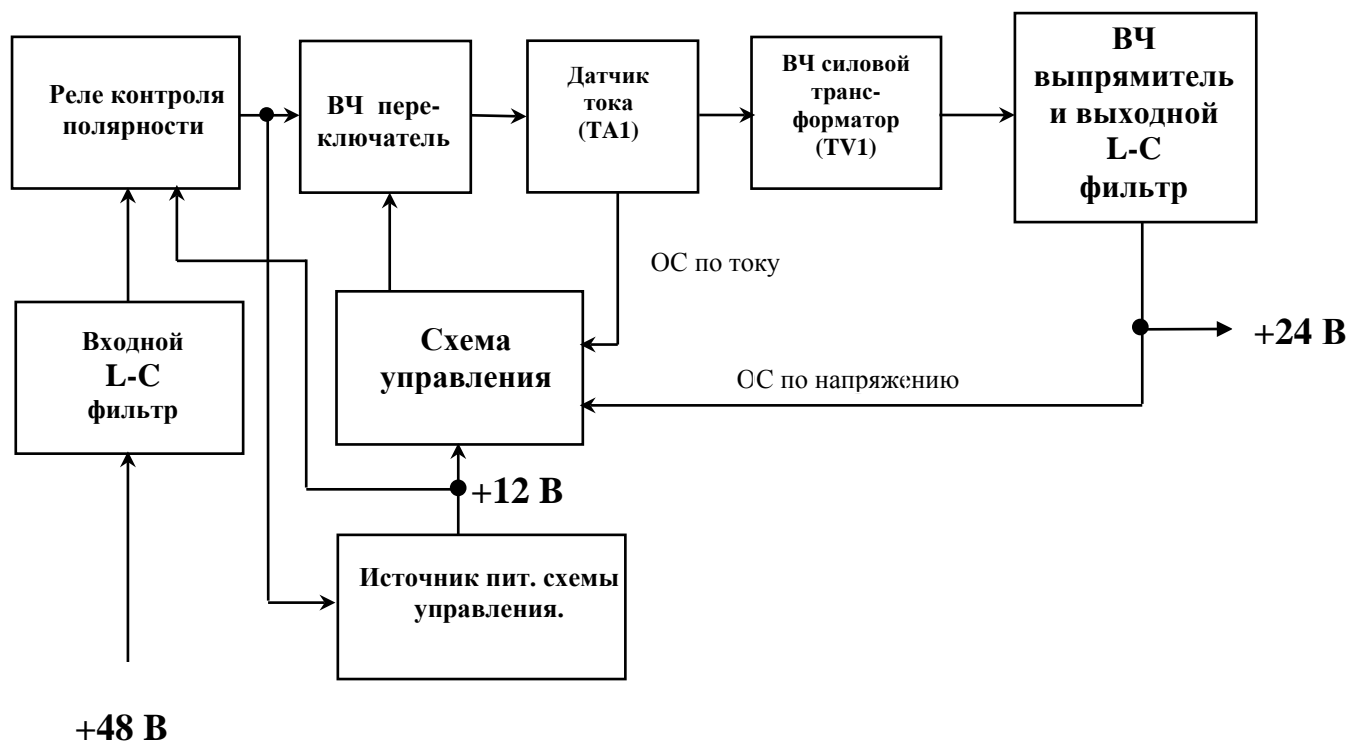 Реле контроля
полярности
ВЧ пере-
ключатель
Датчик
тока
(ТА1)
ВЧ силовой
транс-
форматор
(TV1)
ВЧ
выпрямитель
и выходной
L-C
фильтр
ОС по току
Входной
L-C
фильтр
Схема
управления
+24 В
ОС по напряжению
+12 В
Источник пит. схемы
управления.
+48 В